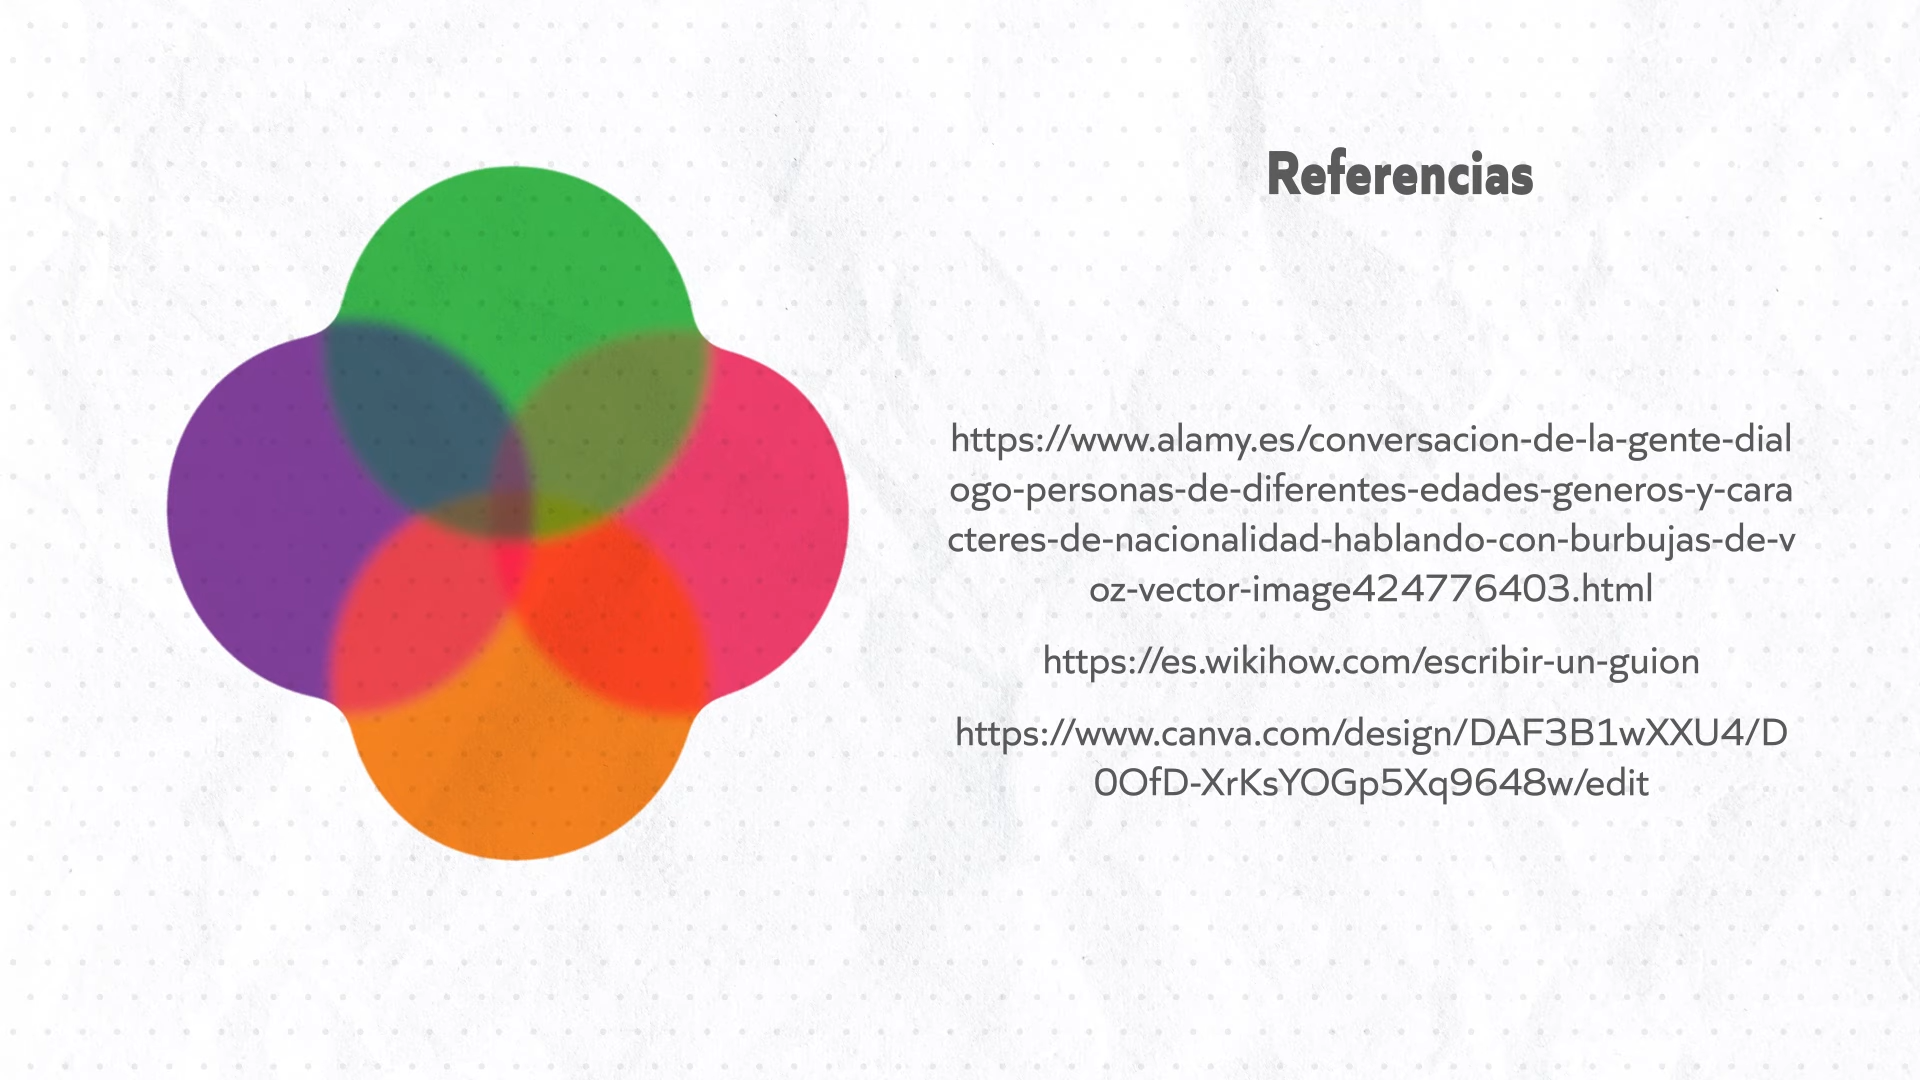 Referencias
https://www.alamy.es/conversacion-de-la-gente-dial
ogo-personas-de-diferentes-edades-generos-y-cara
cteres-de-nacionalidad-hablando-con-burbujas-de-v
oz-vector-image424776403.html
https://es.wikihow.com/escribir-un-guion
https://www.canva.com/design/DAF3B1wXXU4/D
0OfD-XrKsYOGp5Xq9648w/edit